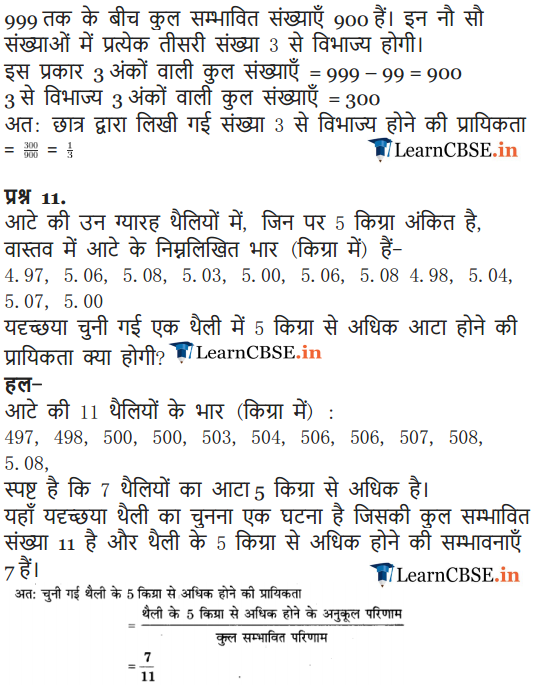 999 तक के बीच कुल सम्भावित संख्याएँ 900 हैं। इन नौ सौ
संख्याओं में प्रत्येक तीसरी संख्या 3 से विभाज्य होगी।
इस प्रकार 3 अंकों वाली कुल संख्याएँ = 999 – 99 = 900
3 से विभाज्य 3 अंकों वाली कुल संख्याएँ = 300
अत: छात्र द्वारा लिखी गई संख्या 3 से विभाज्य होने की प्रायिकता
= 300/900 = 1/3 LearnCBSE.in
प्रश्न 11.
आटे की उन ग्यारह थैलियों में, जिन पर 5 किग्रा अंकित है,
वास्तव में आटे के निम्नलिखित भार (किग्रा में) हैं-
4.97, 5.06, 5.08, 5.03, 5.00, 5.06, 5.08 4.98, 5.04,
5.07, 5.00
यदृच्छया चुनी गई एक थैली में 5 किग्रा से अधिक आटा होने की
प्रायिकता क्या होगी? LearnCBSE.in
हल-
आटे की 11 थैलियों के भार (किग्रा में) :
497, 498, 500, 500, 503, 504, 506, 506, 507, 508,
5.08,
स्पष्ट है कि 7 थैलियों का आटा 5 किग्रा से अधिक है।
यहाँ यदृच्छया थैली का चुनना एक घटना है जिसकी कुल सम्भावित
संख्या 11 है और थैली के 5 किग्रा से अधिक होने की सम्भावनाएँ
7 हैं।
LearnCBSE.in
अत: चुनी गई थैली के 5 किग्रा से अधिक होने की प्रायिकता
= थैली के 5 किग्रा से अधिक होने के अनुकूल परिणाम
कुल सम्भावित परिणाम
= 7/11